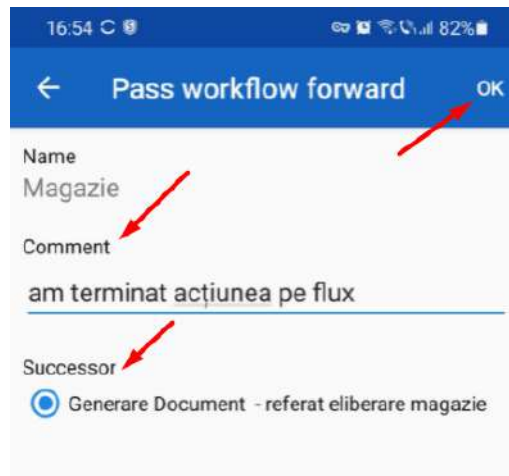 16:54 82%
Pass workflow forward OK
Name
Magazie
Comment
am terminat acțiunea pe flux
Successor
Generare Document - referat eliberare magazie